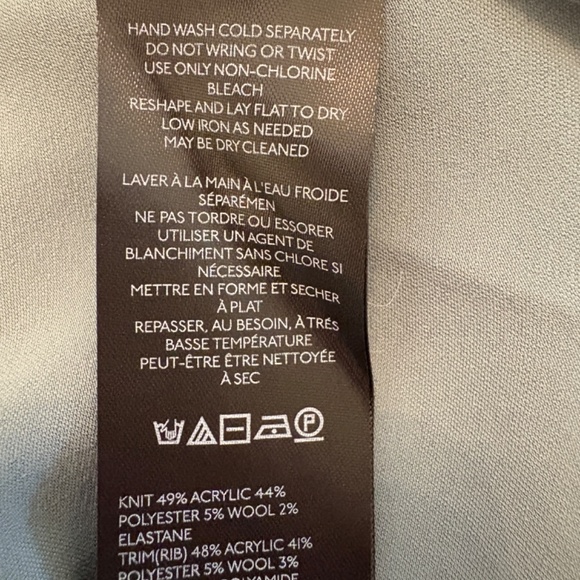 HAND WASH COLD SEPARATELY
DO NOT WRING OR TWIST
USE ONLY NON-CHLORINE
BLEACH
RESHAPE AND LAY FLAT TO DRY
LOW IRON AS NEEDED
MAY BE DRY CLEANED
LAVER À LA MAIN À L'EAU FROIDE
SÉPARÉMEN
NE PAS TORDRE OU ESSORER
UTILISER UN AGENT DE
BLANCHIMENT SANS CHLORE SI
NÉCESSAIRE
METTRE EN FORME ET SECHER
À PLAT
REPASSER, AU BESOIN, À TRÉS
BASSE TEMPÉRATURE
PEUT-ÊTRE ÊTRE NETTOYÉE
À SEC
P
KNIT 49% ACRYLIC 44%
POLYESTER 5% WOOL 2%
ELASTANE
TRIM(RIB) 48% ACRYLIC 41%
POLYESTER 5% WOOL 3%
POLYAMIDE